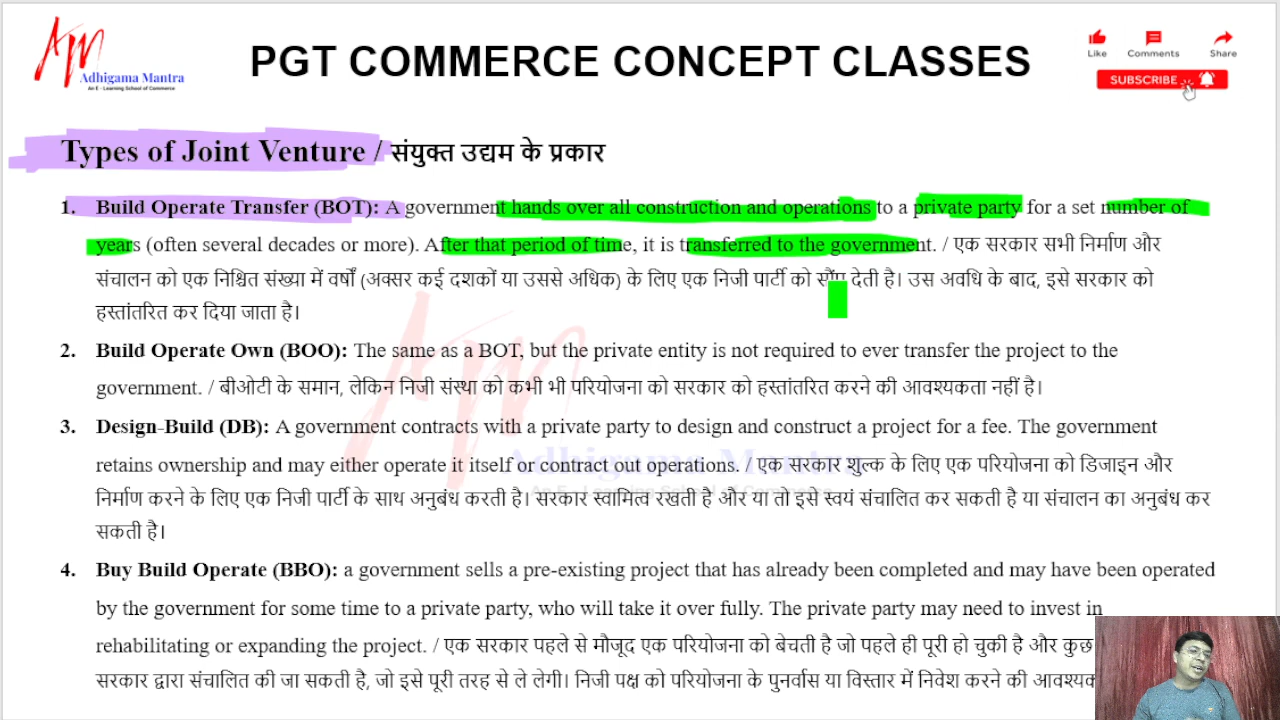 AM
Adhigama Mantra
An E - Learning School of Commerce
PGT COMMERCE CONCEPT CLASSES
Like Comments Share
SUBSCRIBE
Types of Joint Venture / संयुक्त उद्यम के प्रकार
1. Build Operate Transfer (BOT): A government hands over all construction and operations to a private party for a set number of
years (often several decades or more). After that period of time, it is transferred to the government. / एक सरकार सभी निर्माण और
संचालन को एक निश्चित संख्या में वर्षों (अक्सर कई दशकों या उससे अधिक) के लिए एक निजी पार्टी को सौंप देती है। उस अवधि के बाद, इसे सरकार को
हस्तांतरित कर दिया जाता है।
2. Build Operate Own (BOO): The same as a BOT, but the private entity is not required to ever transfer the project to the
government. / बीओटी के समान, लेकिन निजी संस्था को कभी भी परियोजना को सरकार को हस्तांतरित करने की आवश्यकता नहीं है।
3. Design-Build (DB): A government contracts with a private party to design and construct a project for a fee. The government
retains ownership and may either operate it itself or contract out operations. / एक सरकार शुल्क के लिए एक परियोजना को डिजाइन और
निर्माण करने के लिए एक निजी पार्टी के साथ अनुबंध करती है। सरकार स्वामित्व रखती है और या तो इसे स्वयं संचालित कर सकती है या संचालन का अनुबंध कर
सकती है।
4. Buy Build Operate (BBO): a government sells a pre-existing project that has already been completed and may have been operated
by the government for some time to a private party, who will take it over fully. The private party may need to invest in
rehabilitating or expanding the project. / एक सरकार पहले से मौजूद एक परियोजना को बेचती है जो पहले ही पूरी हो चुकी है और कुछ
सरकार द्वारा संचालित की जा सकती है, जो इसे पूरी तरह से ले लेगी। निजी पक्ष को परियोजना के पुनर्वास या विस्तार में निवेश करने की